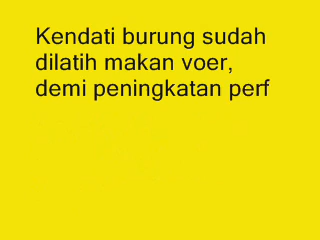 Kendati burung sudah
dilatih makan voer,
demi peningkatan perf